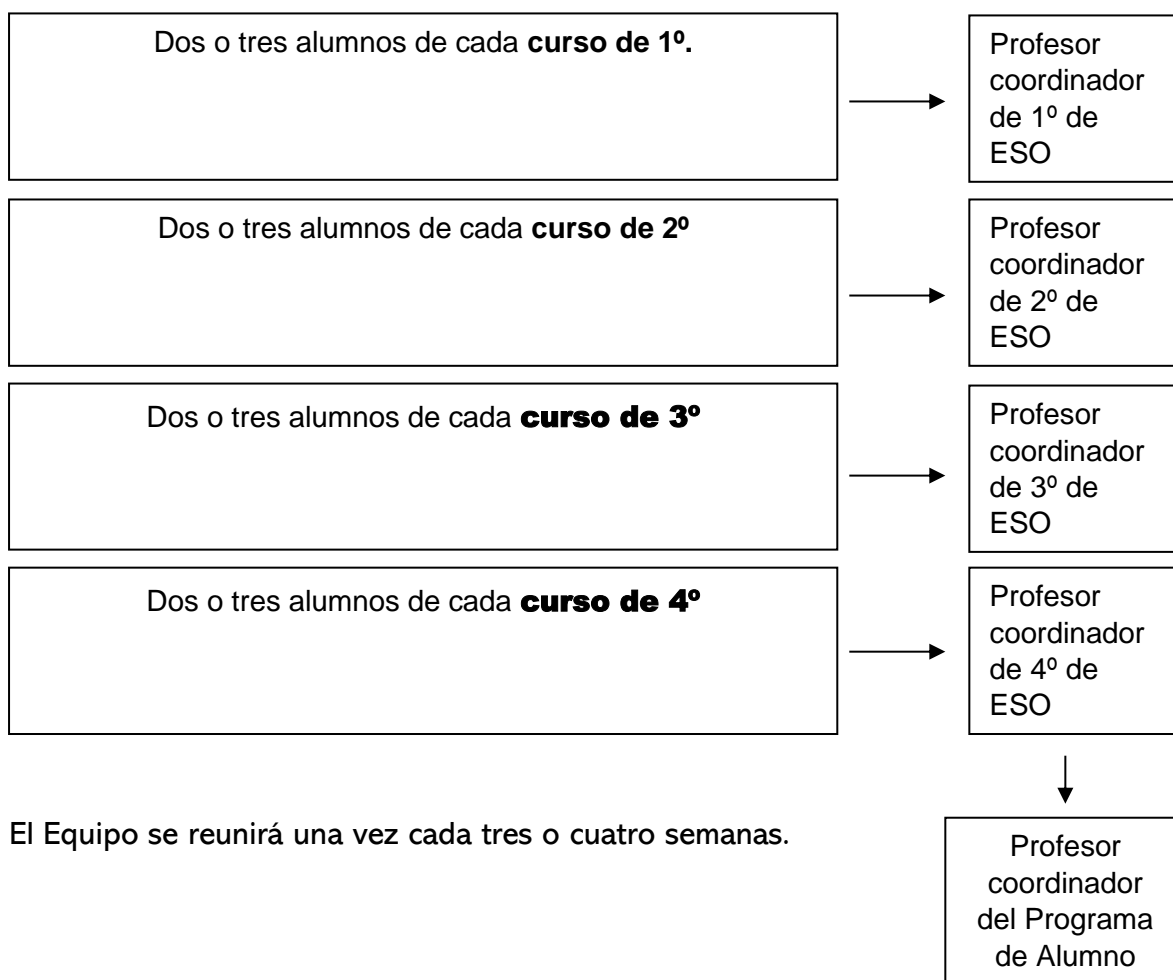 Dos o tres alumnos de cada curso de 1º.
Profesor
coordinador
de 1º de
ESO
Dos o tres alumnos de cada curso de 2º
Profesor
coordinador
de 2º de
ESO
Dos o tres alumnos de cada curso de 3º
Profesor
coordinador
de 3º de
ESO
Dos o tres alumnos de cada curso de 4º
Profesor
coordinador
de 4º de
ESO
El Equipo se reunirá una vez cada tres o cuatro semanas.
Profesor
coordinador
del Programa
de Alumno